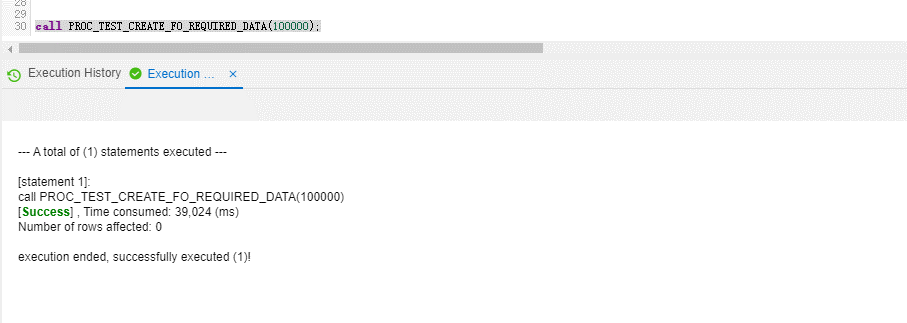 28
29
30 call PROC_TEST_CREATE_FO_REQUIRED_DATA(100000);
Execution History Execution ... ×
--- A total of (1) statements executed ---
[statement 1]:
call PROC_TEST_CREATE_FO_REQUIRED_DATA(100000)
[Success] , Time consumed: 39,024 (ms)
Number of rows affected: 0
execution ended, successfully executed (1)!